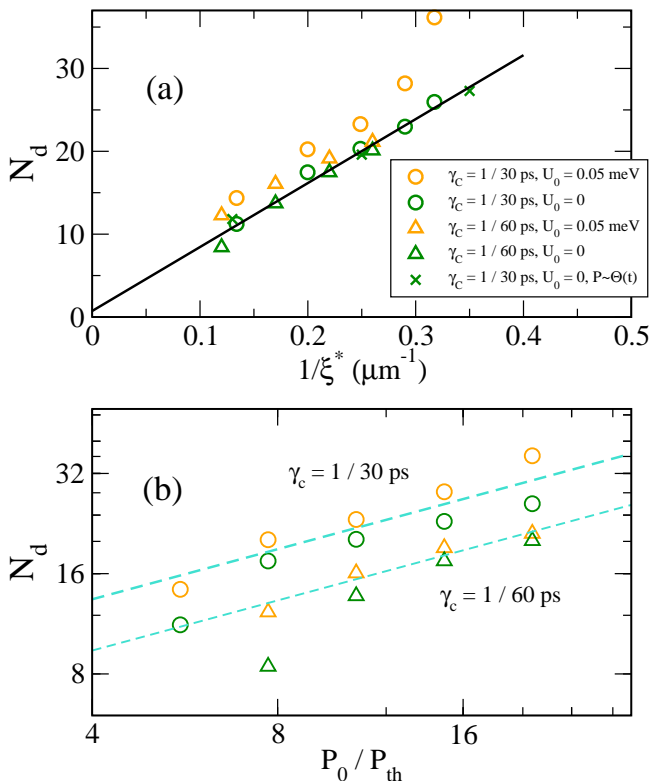 (a)
N_d
30
20
10
0
0
0.1
0.2
0.3
0.4
0.5
1/ξ* (μm⁻¹)
γ_C = 1 / 30 ps, U_0 = 0.05 meV
γ_C = 1 / 30 ps, U_0 = 0
γ_C = 1 / 60 ps, U_0 = 0.05 meV
γ_C = 1 / 60 ps, U_0 = 0
γ_C = 1 / 30 ps, U_0 = 0, P~Θ(t)
(b)
N_d
32
16
8
γ_c = 1 / 30 ps
γ_c = 1 / 60 ps
4
8
16
P_0 / P_th